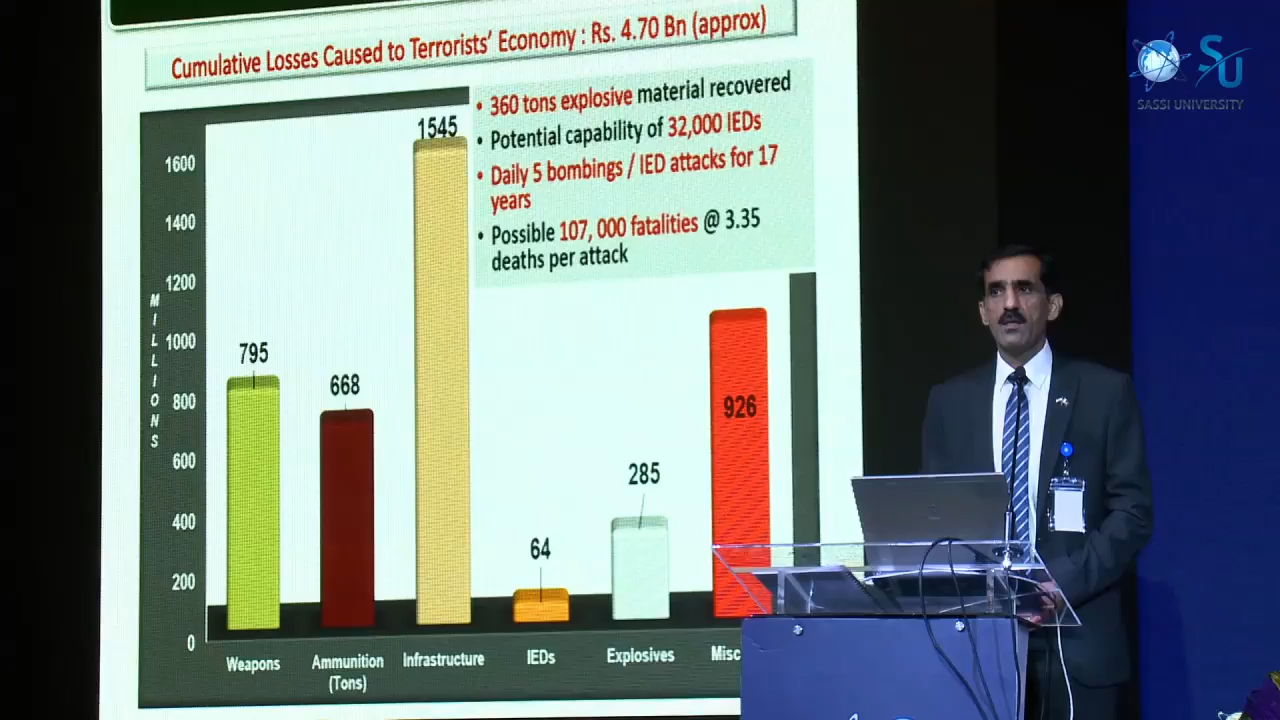 Cumulative Losses Caused to Terrorists' Economy : Rs. 4.70 Bn (approx)
• 360 tons explosive material recovered
• Potential capability of 32,000 IEDs
• Daily 5 bombings / IED attacks for 17
years
• Possible 107, 000 fatalities @ 3.35
deaths per attack
MILLIONS
1600
1400
1200
1000
800
600
400
200
0
795
668
1545
64
285
926
Weapons
Ammunition
(Tons)
Infrastructure
IEDs
Explosives
Misc
SU
SASSI UNIVERSITY